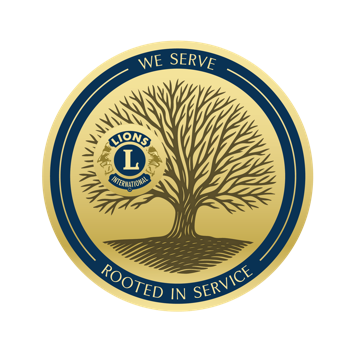 WE SERVE
LIONS
L
INTERNATIONAL
ROOTED IN SERVICE